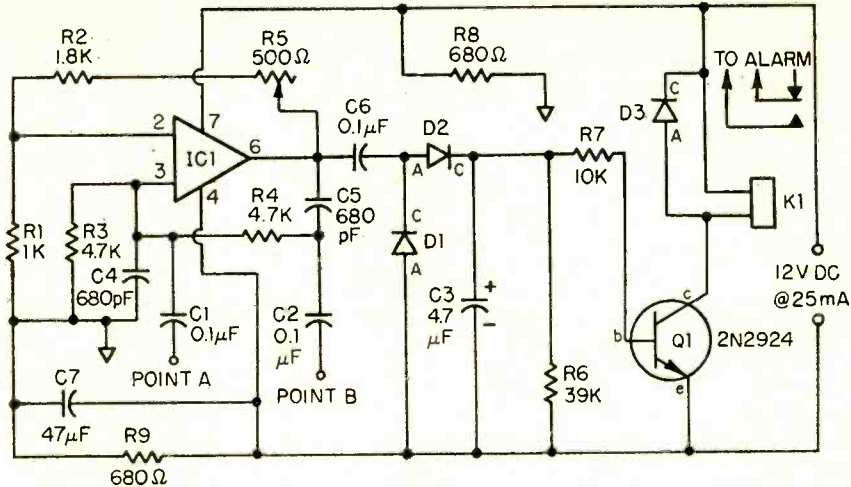 R2
1.8K
R5
500Ω
R8
680Ω
TO ALARM
C6
0.1μF
D2
D3
C
A
2
7
IC1
6
3
4
R7
10K
A
C
K1
R4
4.7K
C5
680
pF
C
D1
A
R1
1K
R3
4.7K
C4
680pF
C1
0.1μF
C2
0.1
μF
C3
4.7
μF
+
−
12V DC
@25mA
c
b
Q1
e
2N2924
POINT A
POINT B
R6
39K
C7
47μF
R9
680Ω